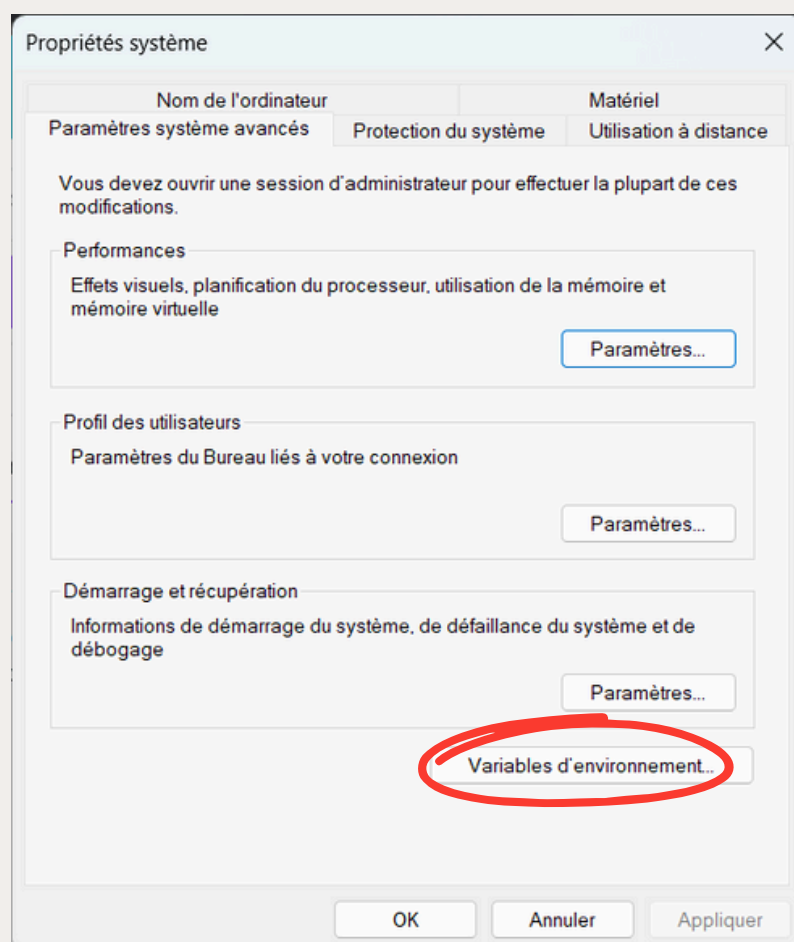 Propriétés système
Nom de l'ordinateur
Matériel
Paramètres système avancés
Protection du système
Utilisation à distance
Vous devez ouvrir une session d'administrateur pour effectuer la plupart de ces
modifications.
Performances
Effets visuels, planification du processeur, utilisation de la mémoire et
mémoire virtuelle
Paramètres...
Profil des utilisateurs
Paramètres du Bureau liés à votre connexion
Paramètres...
Démarrage et récupération
Informations de démarrage du système, de défaillance du système et de
débogage
Paramètres...
Variables d'environnement...
OK
Annuler
Appliquer